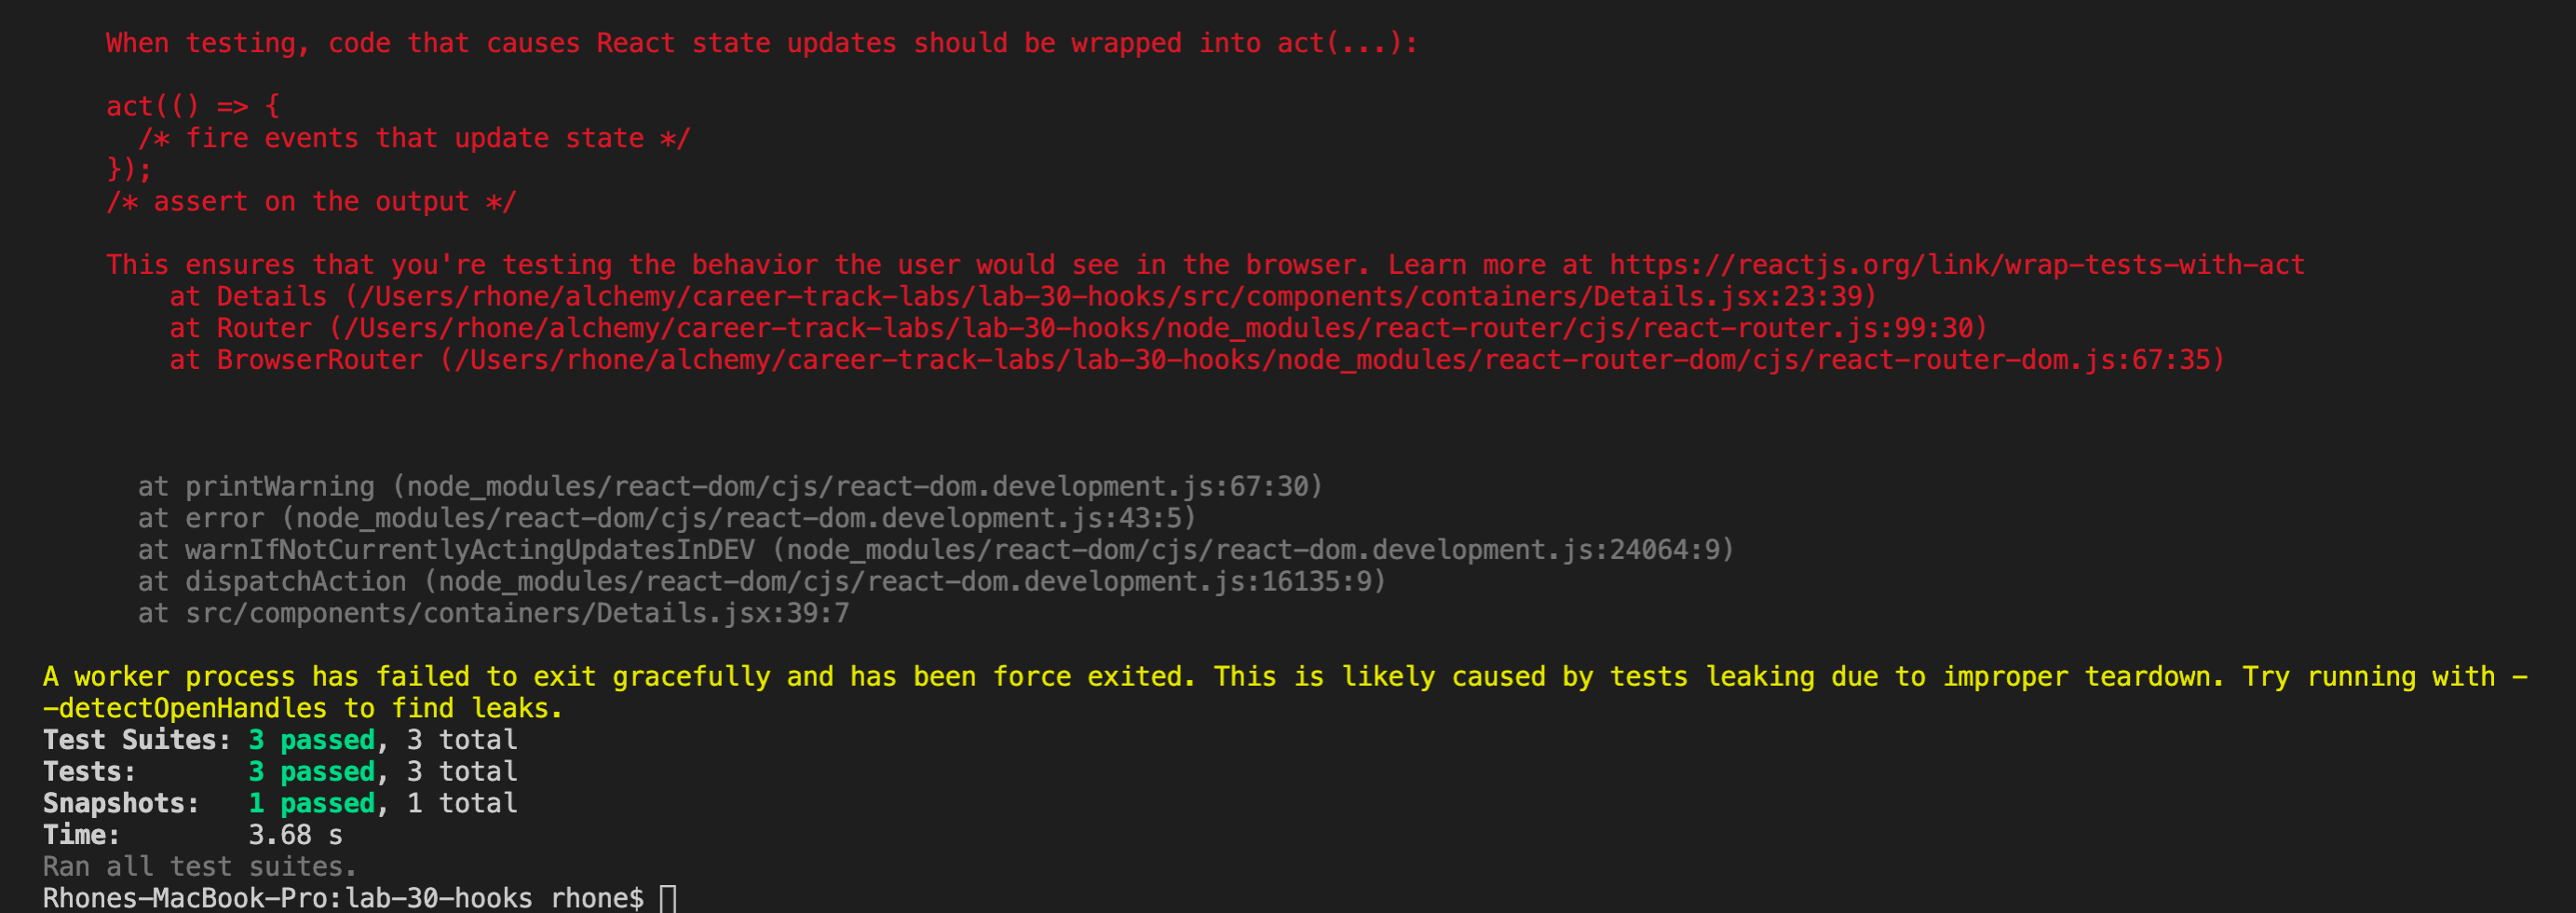 When testing, code that causes React state updates should be wrapped into act(...):
act(() => {
/* fire events that update state */
});
/* assert on the output */
This ensures that you're testing the behavior the user would see in the browser. Learn more at https://reactjs.org/link/wrap-tests-with-act
at Details (/Users/rhone/alchemy/career-track-labs/lab-30-hooks/src/components/containers/Details.jsx:23:39)
at Router (/Users/rhone/alchemy/career-track-labs/lab-30-hooks/node_modules/react-router/cjs/react-router.js:99:30)
at BrowserRouter (/Users/rhone/alchemy/career-track-labs/lab-30-hooks/node_modules/react-router-dom/cjs/react-router-dom.js:67:35)
at printWarning (node_modules/react-dom/cjs/react-dom.development.js:67:30)
at error (node_modules/react-dom/cjs/react-dom.development.js:43:5)
at warnIfNotCurrentlyActingUpdatesInDEV (node_modules/react-dom/cjs/react-dom.development.js:24064:9)
at dispatchAction (node_modules/react-dom/cjs/react-dom.development.js:16135:9)
at src/components/containers/Details.jsx:39:7
A worker process has failed to exit gracefully and has been force exited. This is likely caused by tests leaking due to improper teardown. Try running with -
-detectOpenHandles to find leaks.
Test Suites: 3 passed, 3 total
Tests:       3 passed, 3 total
Snapshots:   1 passed, 1 total
Time:        3.68 s
Ran all test suites.
Rhones-MacBook-Pro:lab-30-hooks rhone$